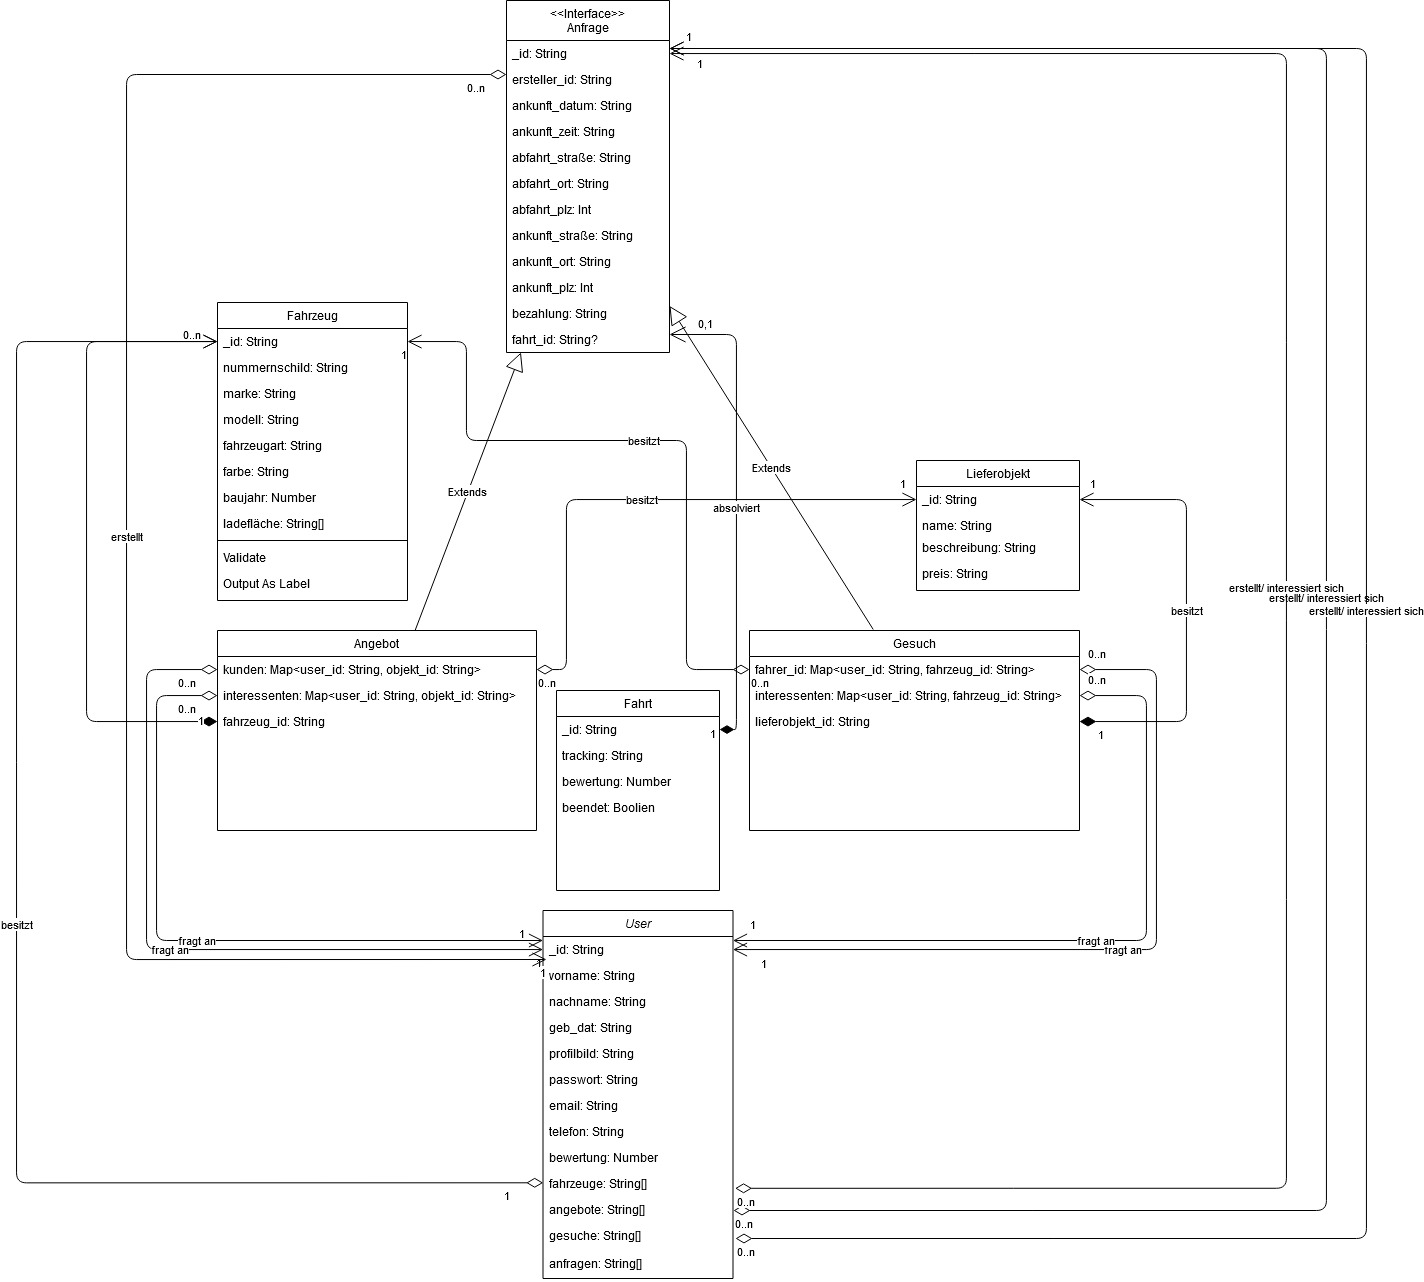 <<Interface>>
Anfrage
_id: String
ersteller_id: String
ankunft_datum: String
ankunft_zeit: String
abfahrt_straße: String
abfahrt_ort: String
abfahrt_plz: Int
ankunft_straße: String
ankunft_ort: String
ankunft_plz: Int
bezahlung: String
fahrt_id: String?
1
1
0..n
0,1
Fahrzeug
_id: String
nummernschild: String
marke: String
modell: String
fahrzeugart: String
farbe: String
baujahr: Number
ladefläche: String[]
Validate
Output As Label
0..n
1
besitzt
Extends
Extends
besitzt
absolviert
erstellt
Lieferobjekt
_id: String
name: String
beschreibung: String
preis: String
1
1
erstellt/ interessiert sich
erstellt/ interessiert sich
erstellt/ interessiert sich
besitzt
Angebot
kunden: Map<user_id: String, objekt_id: String>
interessenten: Map<user_id: String, objekt_id: String>
fahrzeug_id: String
0..n
0..n
1
0..n
Fahrt
_id: String
tracking: String
bewertung: Number
beendet: Boolien
1
Gesuch
fahrer_id: Map<user_id: String, fahrzeug_id: String>
interessenten: Map<user_id: String, fahrzeug_id: String>
lieferobjekt_id: String
0..n
0..n
0..n
1
besitzt
fragt an
fragt an
fragt an
fragt an
1
1
1
1
1
User
_id: String
vorname: String
nachname: String
geb_dat: String
profilbild: String
passwort: String
email: String
telefon: String
bewertung: Number
fahrzeuge: String[]
angebote: String[]
gesuche: String[]
anfragen: String[]
1
0..n
0..n
0..n